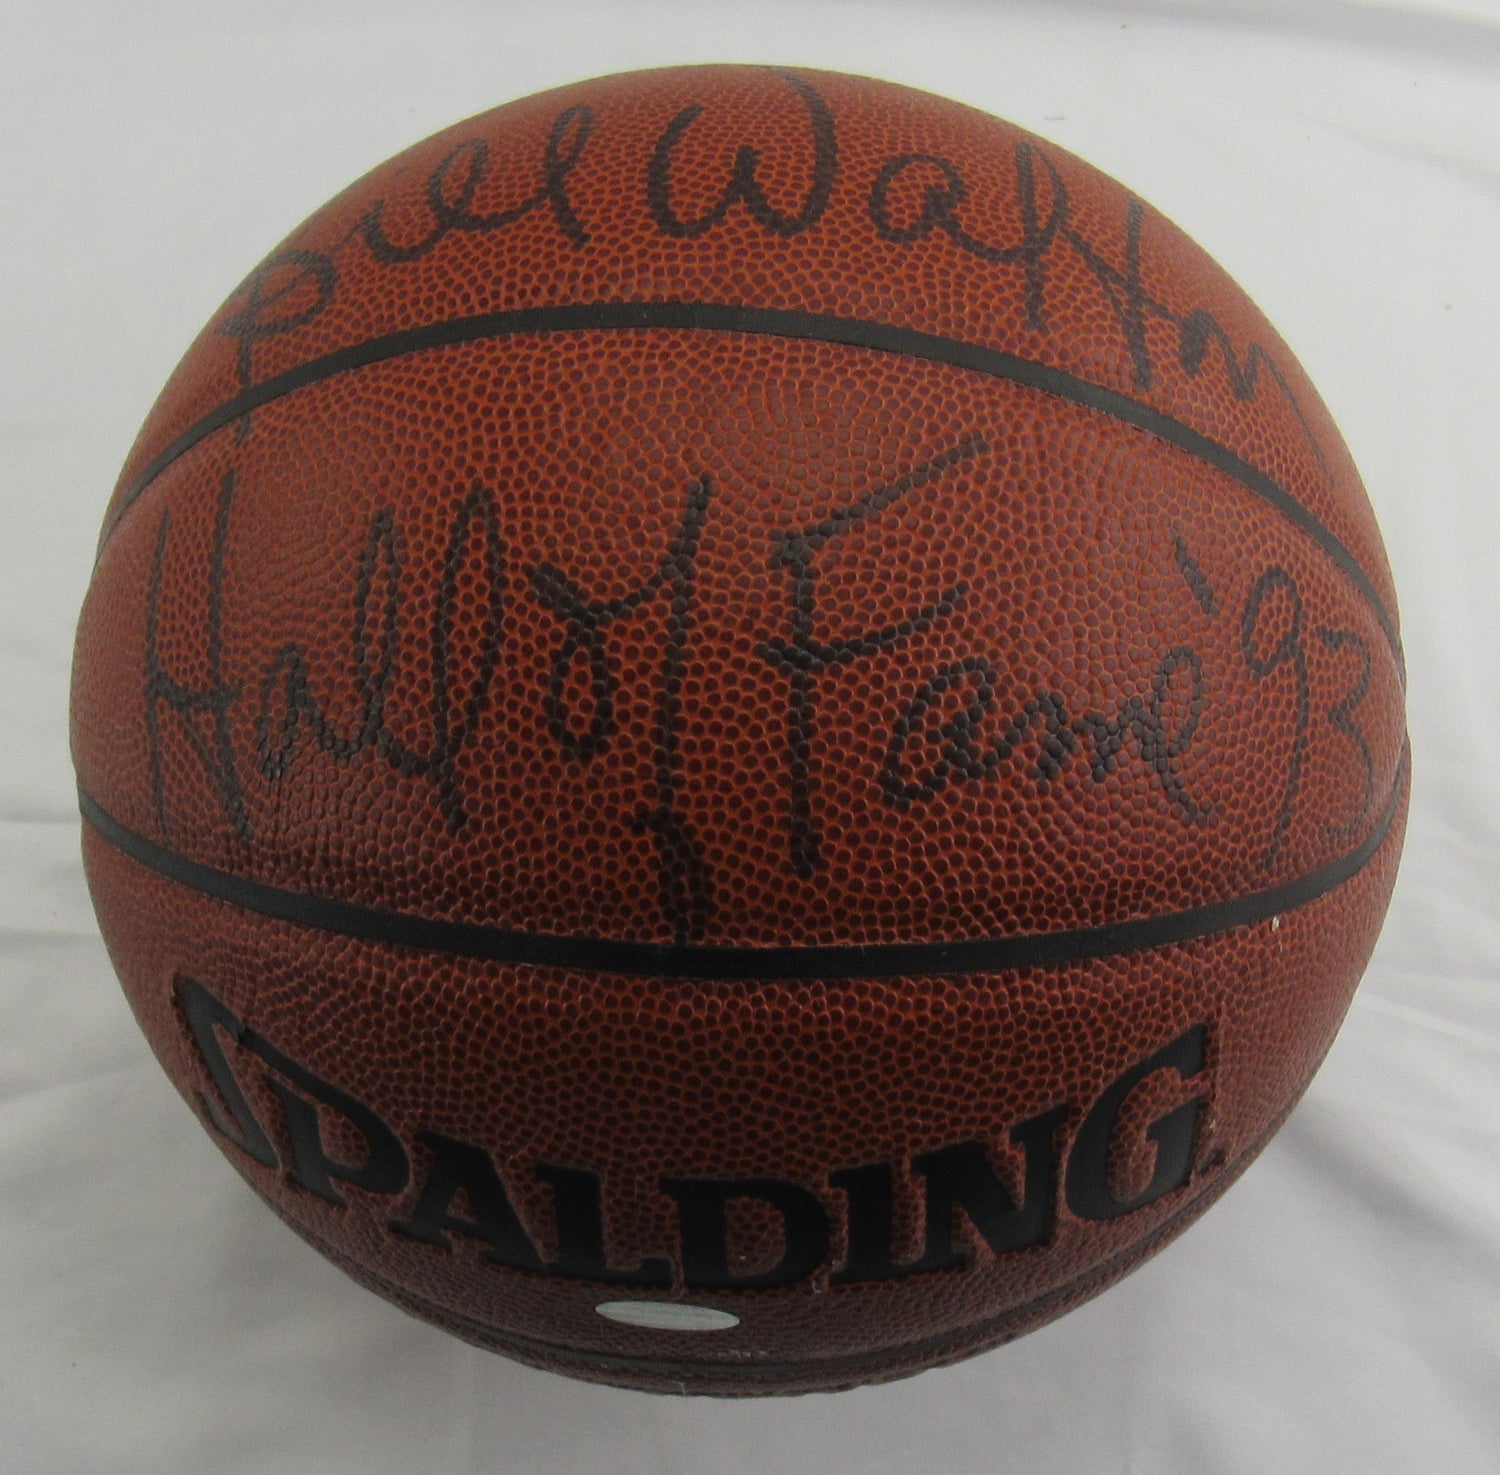 Bill Walton
Hall of Fame '93
SPALDING